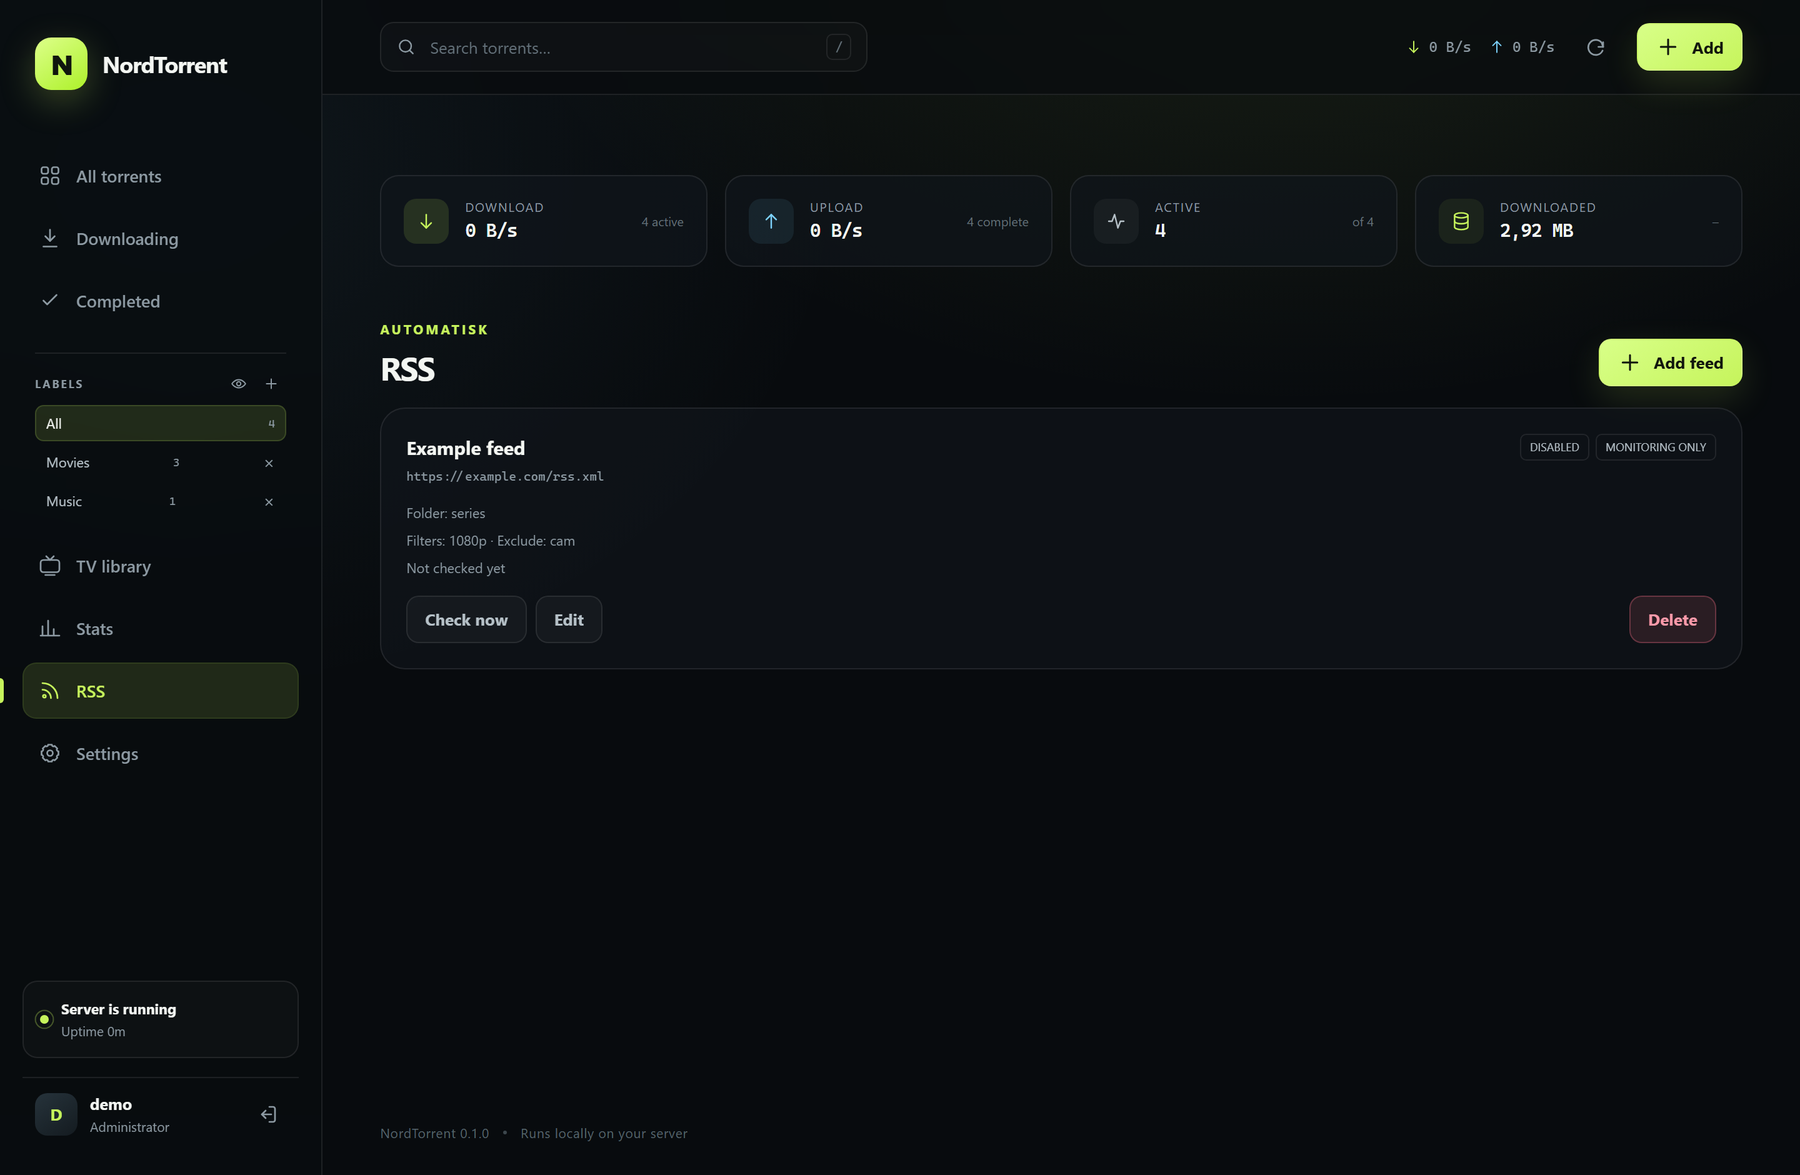 N NordTorrent
Search torrents... /
0 B/s 0 B/s
Add
All torrents
Downloading
Completed
LABELS
All 4
Movies 3
Music 1
TV library
Stats
RSS
Settings
Server is running
Uptime 0m
D demo
Administrator
DOWNLOAD
0 B/s
4 active
UPLOAD
0 B/s
4 complete
ACTIVE
4
of 4
DOWNLOADED
2,92 MB
–
AUTOMATISK
RSS
Add feed
Example feed
DISABLED MONITORING ONLY
https://example.com/rss.xml
Folder: series
Filters: 1080p · Exclude: cam
Not checked yet
Check now Edit Delete
NordTorrent 0.1.0 • Runs locally on your server